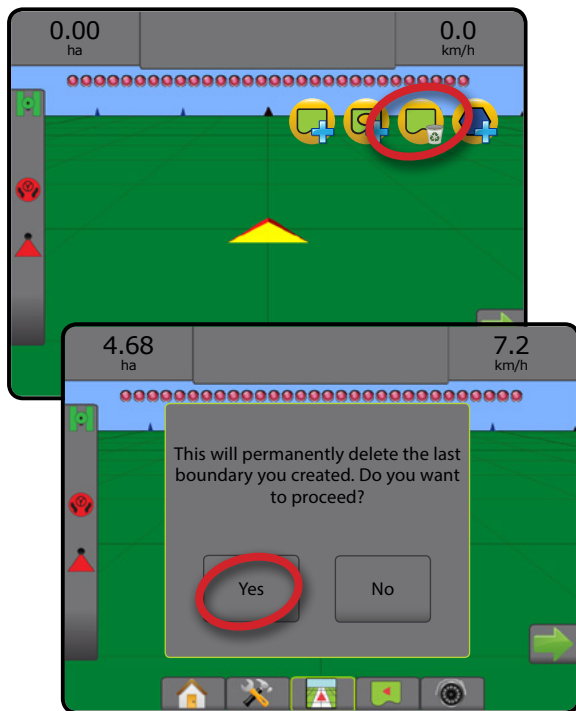 0.00
ha
0.0
km/h
4.68
ha
7.2
km/h
This will permanently delete the last
boundary you created. Do you want
to proceed?
Yes
No